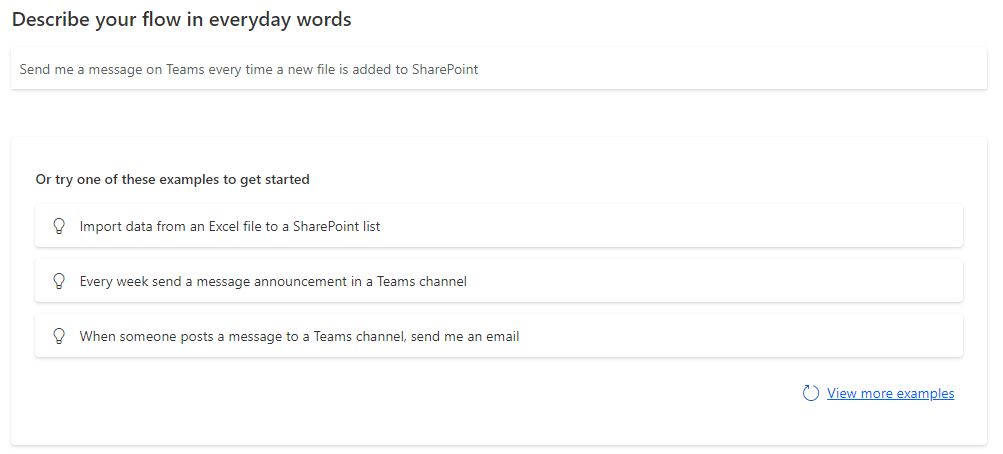 Describe your flow in everyday words
Send me a message on Teams every time a new file is added to SharePoint
Or try one of these examples to get started
Import data from an Excel file to a SharePoint list
Every week send a message announcement in a Teams channel
When someone posts a message to a Teams channel, send me an email
View more examples